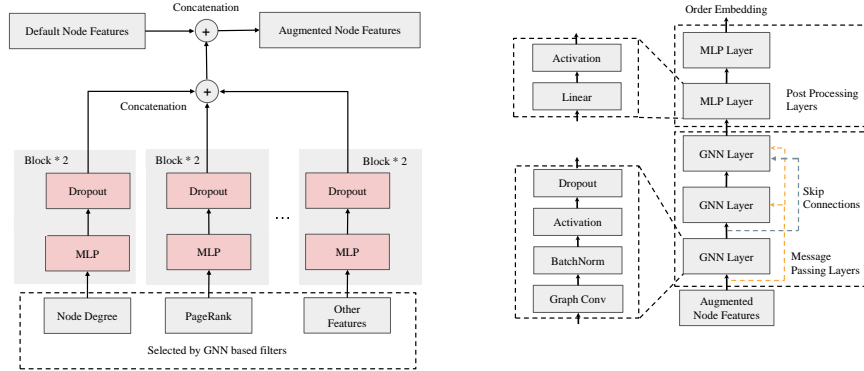 Concatenation
Default Node Features
+
Augmented Node Features
+
Concatenation
Block * 2
Block * 2
Block * 2
Dropout
Dropout
Dropout
...
MLP
MLP
MLP
Node Degree
PageRank
Other
Features
Selected by GNN based filters
Order Embedding
MLP Layer
Activation
Linear
MLP Layer
Post Processing
Layers
GNN Layer
Dropout
Activation
BatchNorm
Graph Conv
GNN Layer
Skip
Connections
GNN Layer
Message
Passing Layers
Augmented
Node Features